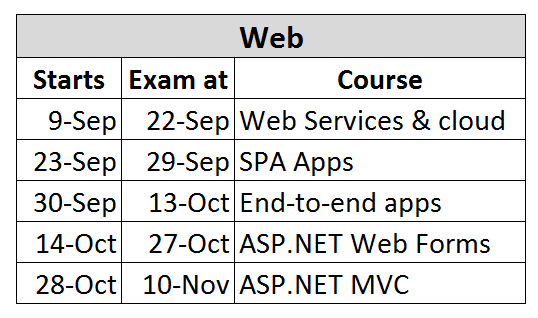 Web
Starts Exam at Course
9-Sep 22-Sep Web Services & cloud
23-Sep 29-Sep SPA Apps
30-Sep 13-Oct End-to-end apps
14-Oct 27-Oct ASP.NET Web Forms
28-Oct 10-Nov ASP.NET MVC